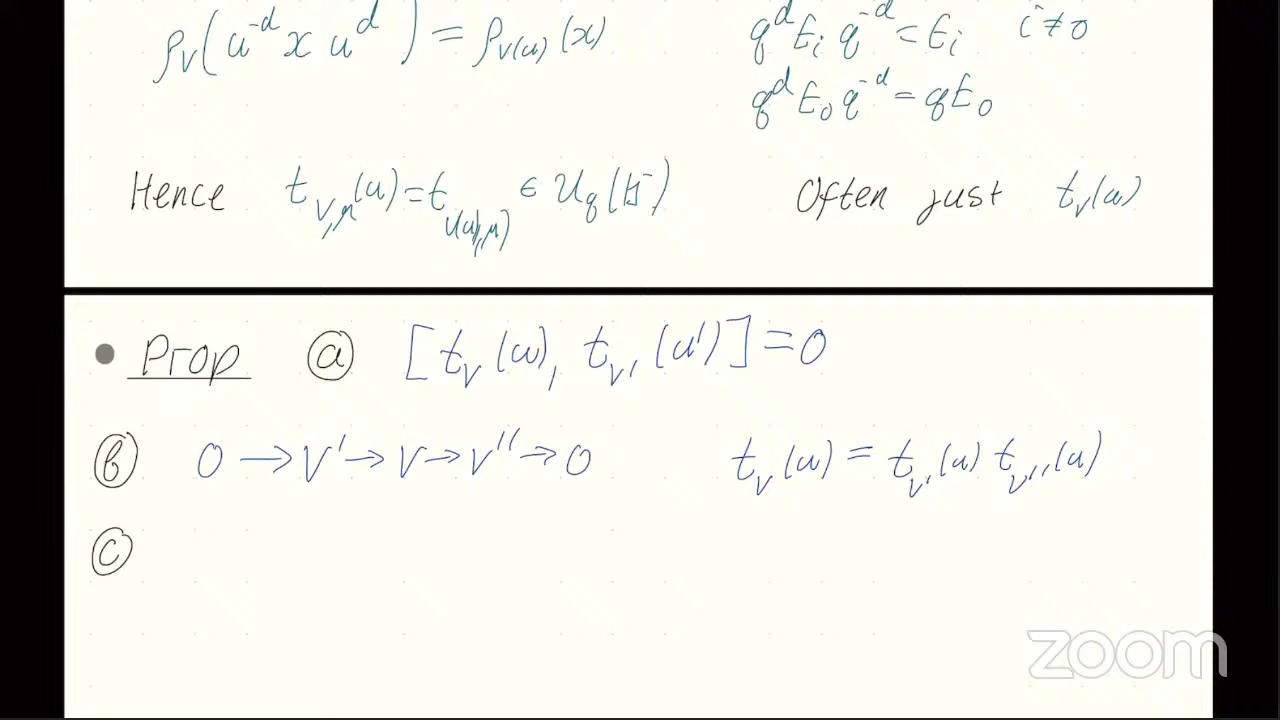 ρ_V(u^{-d} x u^d) = ρ_{V(u)}(x)
q^d E_i q^{-d} = E_i i ≠ 0
q^d E_0 q^{-d} = q E_0
Hence t_{V,μ}(u) = t_{V(u),μ)} ∈ U_q(b^-)
Often just t_V(u)
• Prop ⓐ [t_V(u), t_{V'}(u')] = 0
ⓑ 0 → V' → V → V'' → 0 t_V(u) = t_{V'}(u) t_{V''}(u)
ⓒ
zoom